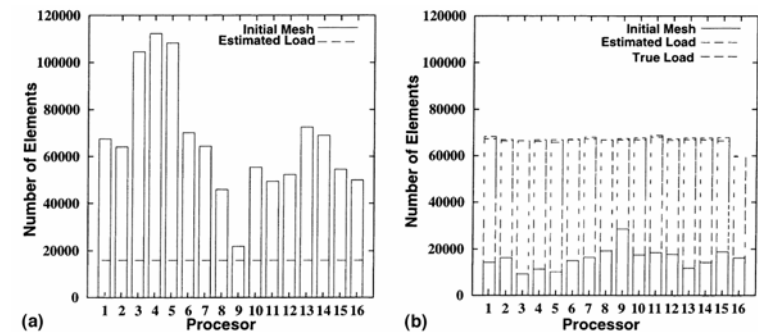 120000
100000
80000
60000
40000
20000
0
Number of Elements
Initial Mesh
Estimated Load
1 2 3 4 5 6 7 8 9 10 11 12 13 14 15 16
Procesor
(a)
120000
100000
80000
60000
40000
20000
0
Number of Elements
Initial Mesh
Estimated Load
True Load
1 2 3 4 5 6 7 8 9 10 11 12 13 14 15 16
Processor
(b)